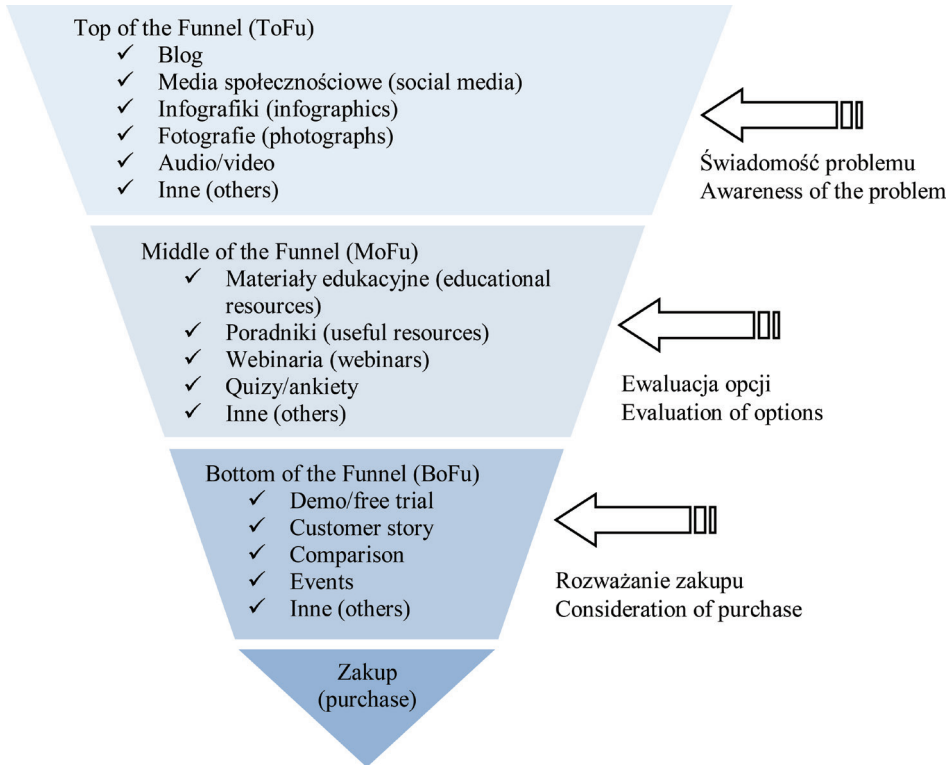 Top of the Funnel (ToFu)
✓ Blog
✓ Media społecznościowe (social media)
✓ Infografiki (infographics)
✓ Fotografie (photographs)
✓ Audio/video
✓ Inne (others)
Świadomość problemu
Awareness of the problem
Middle of the Funnel (MoFu)
✓ Materiały edukacyjne (educational
resources)
✓ Poradniki (useful resources)
✓ Webinaria (webinars)
✓ Quizy/ankiety
✓ Inne (others)
Ewaluacja opcji
Evaluation of options
Bottom of the Funnel (BoFu)
✓ Demo/free trial
✓ Customer story
✓ Comparison
✓ Events
✓ Inne (others)
Rozważanie zakupu
Consideration of purchase
Zakup
(purchase)